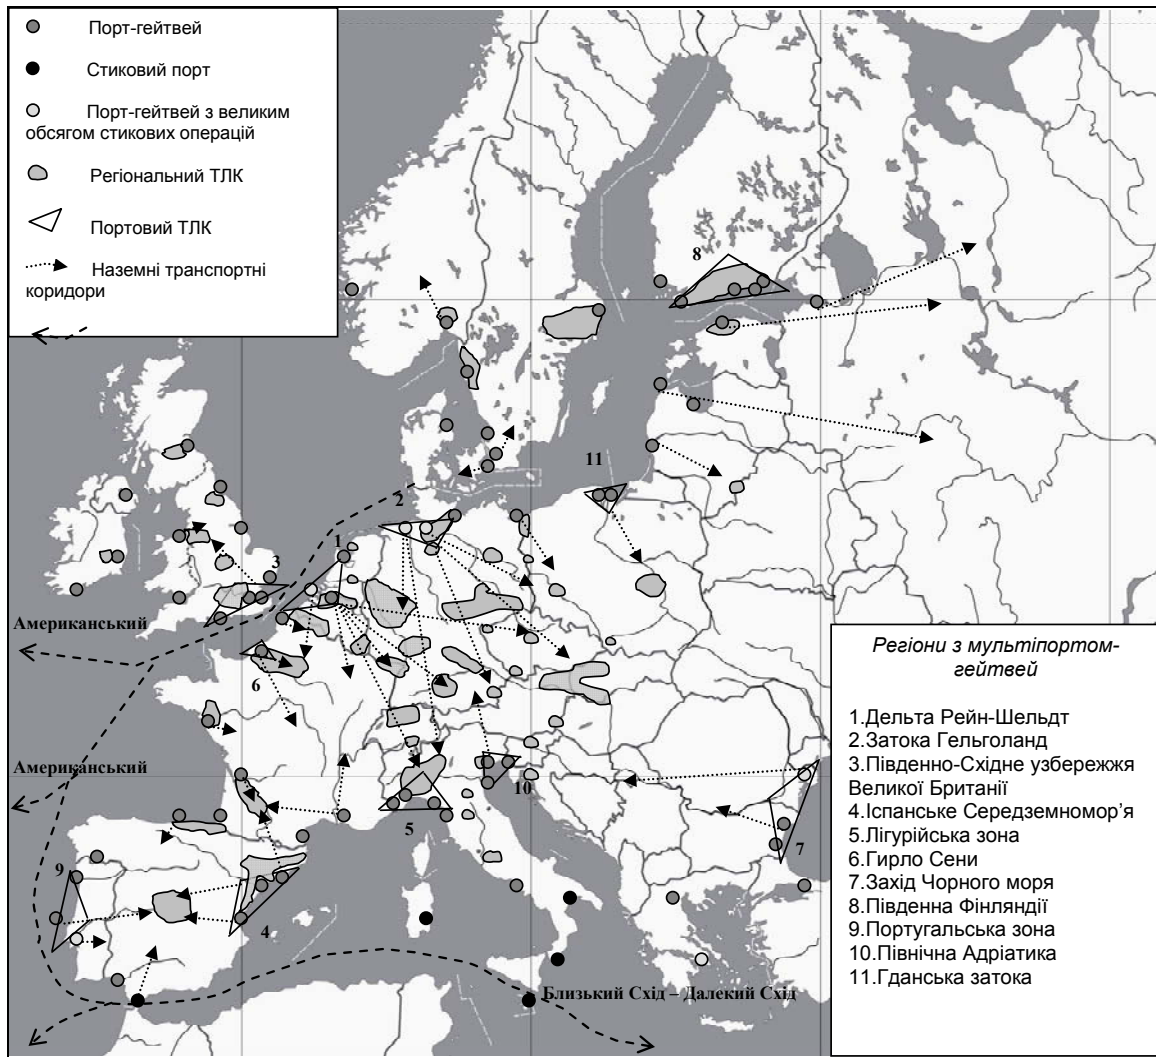 Порт-гейтвей
Стиковий порт
Порт-гейтвей з великим
обсягом стикових операцій
Регіональний ТЛК
Портовий ТЛК
Наземні транспортні
коридори
8
11
2
1
3
Американський
6
Американський
10
5
7
9
4
Близький Схід – Далекий Схід
Регіони з мультіпортом-
гейтвей
1.Дельта Рейн-Шельдт
2.Затока Гельголанд
3.Південно-Східне узбережжя
Великої Британії
4.Іспанське Середземномор’я
5.Лігурійська зона
6.Гирло Сени
7.Захід Чорного моря
8.Південна Фінляндії
9.Португальська зона
10.Північна Адріатика
11.Гданська затока